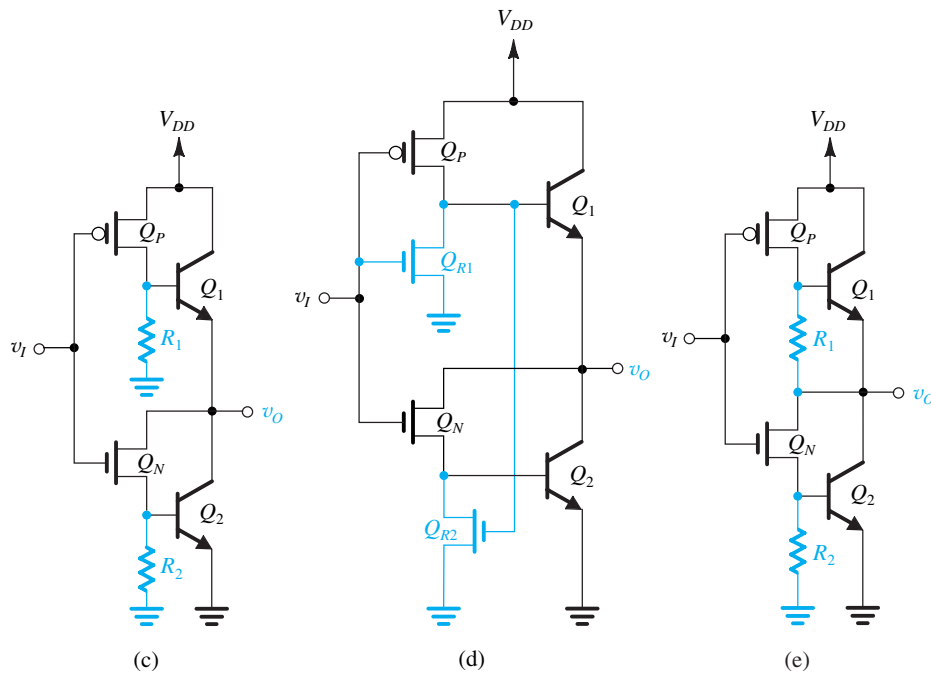 V_DD
Q_P
Q_1
R_1
v_I
v_O
Q_N
Q_2
R_2
(c)
V_DD
Q_P
Q_1
Q_R1
v_I
v_O
Q_N
Q_2
Q_R2
(d)
V_DD
Q_P
Q_1
R_1
v_I
v_O
Q_N
Q_2
R_2
(e)